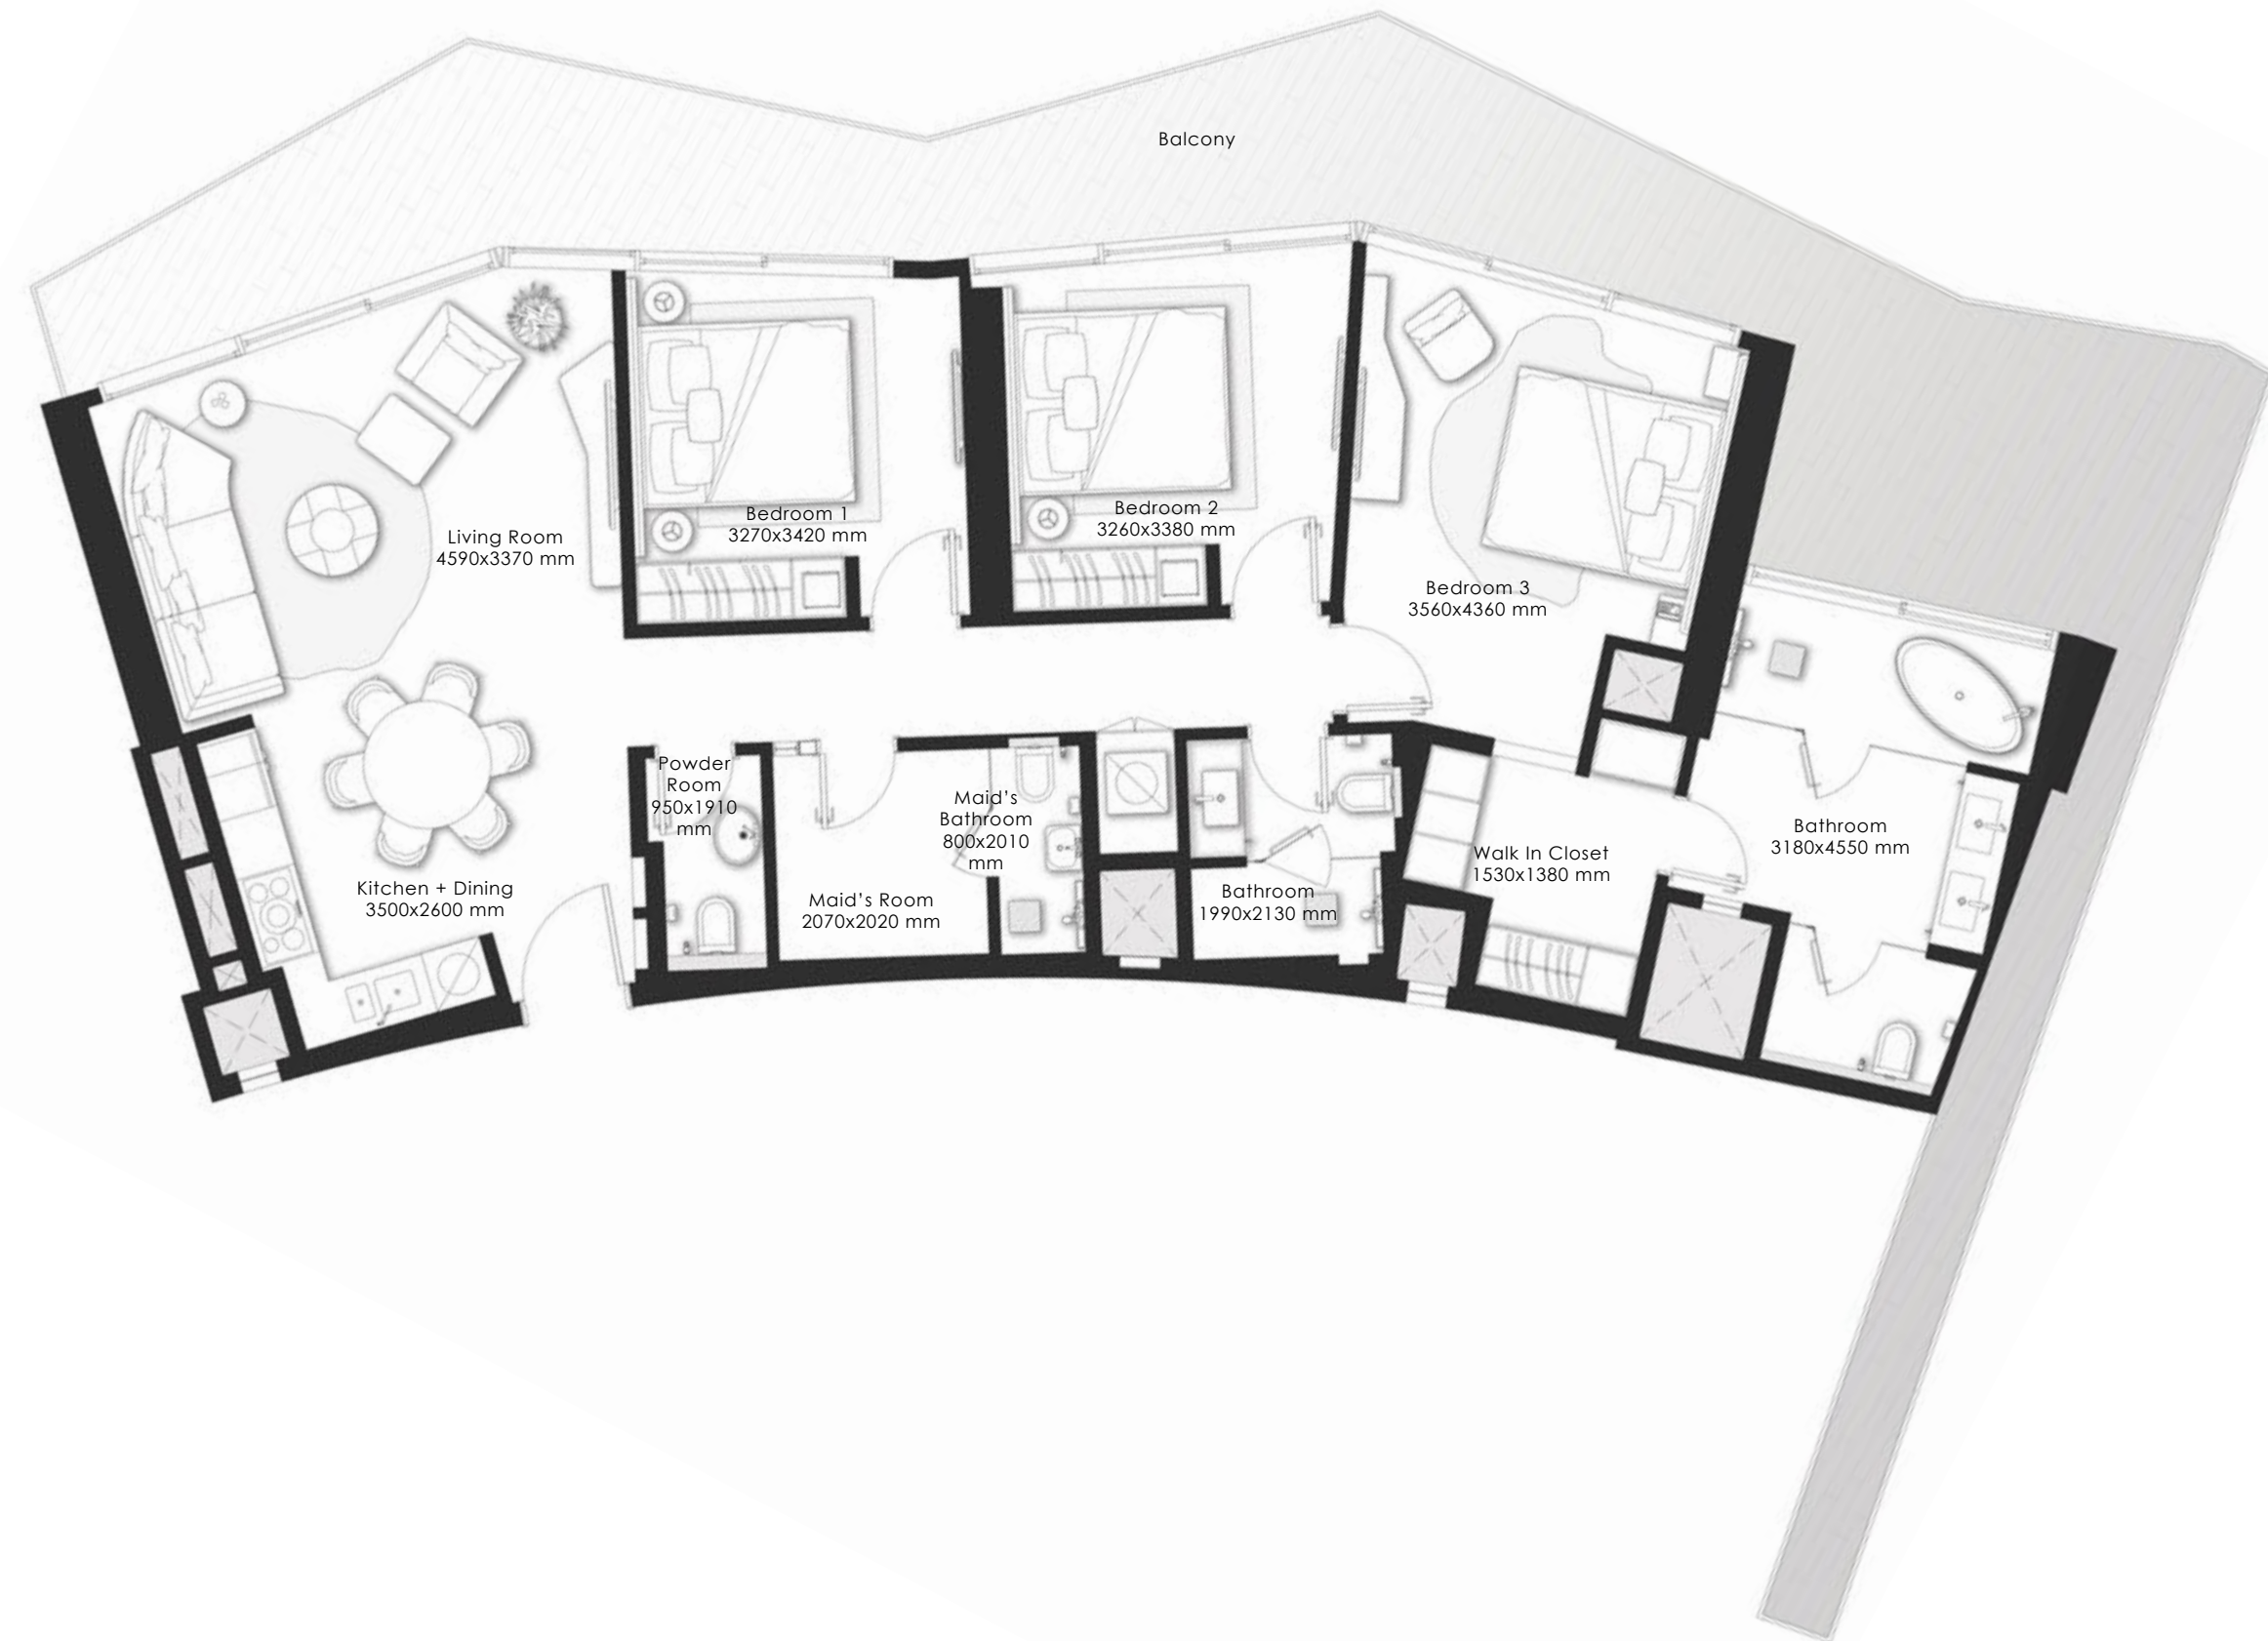 Balcony
Living Room
4590x3370 mm
Bedroom 1
3270x3420 mm
Bedroom 2
3260x3380 mm
Bedroom 3
3560x4360 mm
Kitchen + Dining
3500x2600 mm
Powder
Room
950x1910
mm
Maid’s Room
2070x2020 mm
Maid’s
Bathroom
800x2010
mm
Bathroom
1990x2130 mm
Walk In Closet
1530x1380 mm
Bathroom
3180x4550 mm